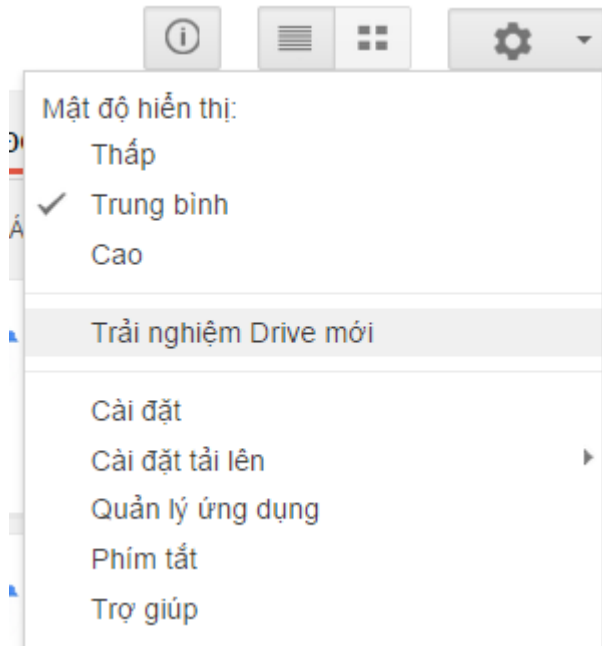 Mật độ hiển thị:
Thấp
Trung bình
Cao
Trải nghiệm Drive mới
Cài đặt
Cài đặt tải lên
Quản lý ứng dụng
Phím tắt
Trợ giúp